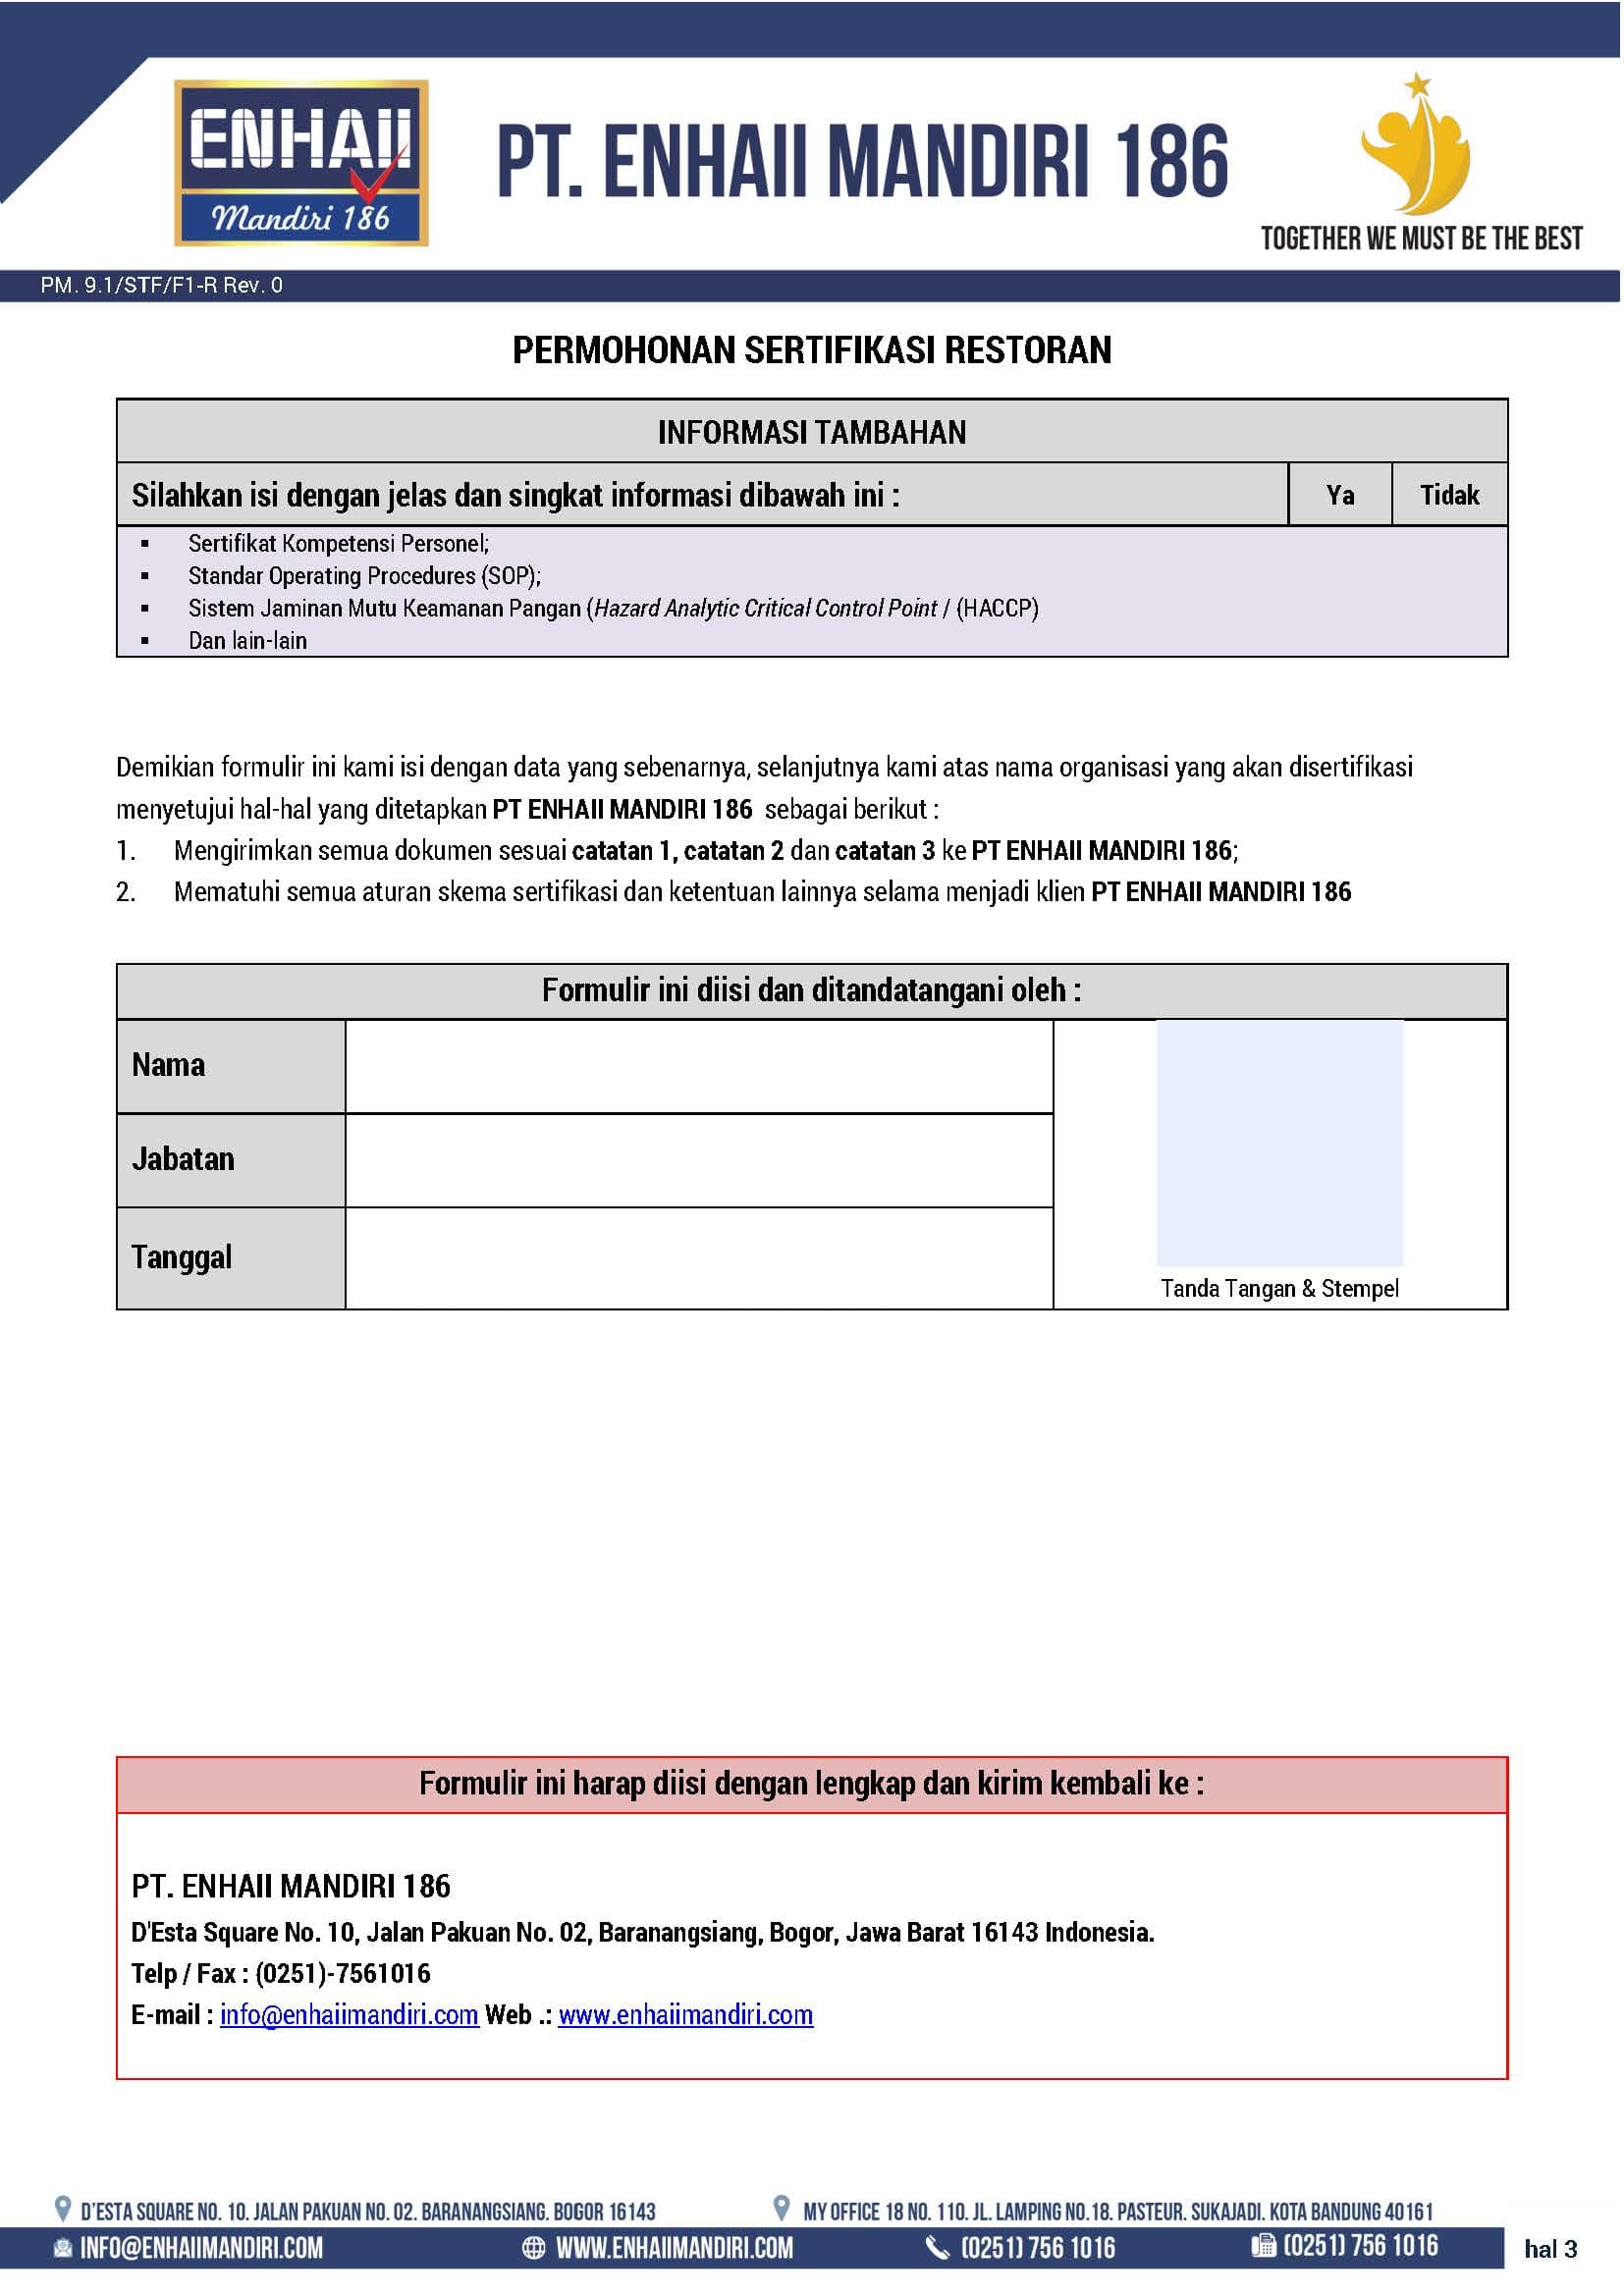 ENHAII
Mandiri 186
PT. ENHAII MANDIRI 186
TOGETHER WE MUST BE THE BEST
PM. 9.1/STF/F1-R Rev. 0
PERMOHONAN SERTIFIKASI RESTORAN
INFORMASI TAMBAHAN
Silahkan isi dengan jelas dan singkat informasi dibawah ini : Ya Tidak
▪ Sertifikat Kompetensi Personel;
▪ Standar Operating Procedures (SOP);
▪ Sistem Jaminan Mutu Keamanan Pangan (Hazard Analytic Critical Control Point / (HACCP)
▪ Dan lain-lain
Demikian formulir ini kami isi dengan data yang sebenarnya, selanjutnya kami atas nama organisasi yang akan disertifikasi
menyetujui hal-hal yang ditetapkan PT ENHAII MANDIRI 186 sebagai berikut :
1. Mengirimkan semua dokumen sesuai catatan 1, catatan 2 dan catatan 3 ke PT ENHAII MANDIRI 186;
2. Mematuhi semua aturan skema sertifikasi dan ketentuan lainnya selama menjadi klien PT ENHAII MANDIRI 186
Formulir ini diisi dan ditandatangani oleh :
Nama
Jabatan
Tanggal
Tanda Tangan & Stempel
Formulir ini harap diisi dengan lengkap dan kirim kembali ke :
PT. ENHAII MANDIRI 186
D'Esta Square No. 10, Jalan Pakuan No. 02, Baranangsiang, Bogor, Jawa Barat 16143 Indonesia.
Telp / Fax : (0251)-7561016
E-mail : info@enhaiimandiri.com Web .: www.enhaiimandiri.com
D'ESTA SQUARE NO. 10. JALAN PAKUAN NO. 02. BARANANGSIANG. BOGOR 16143
MY OFFICE 18 NO. 110. JL. LAMPING NO.18. PASTEUR. SUKAJADI. KOTA BANDUNG 40161
INFO@ENHAIIMANDIRI.COM WWW.ENHAIIMANDIRI.COM (0251) 756 1016 (0251) 756 1016 hal 3